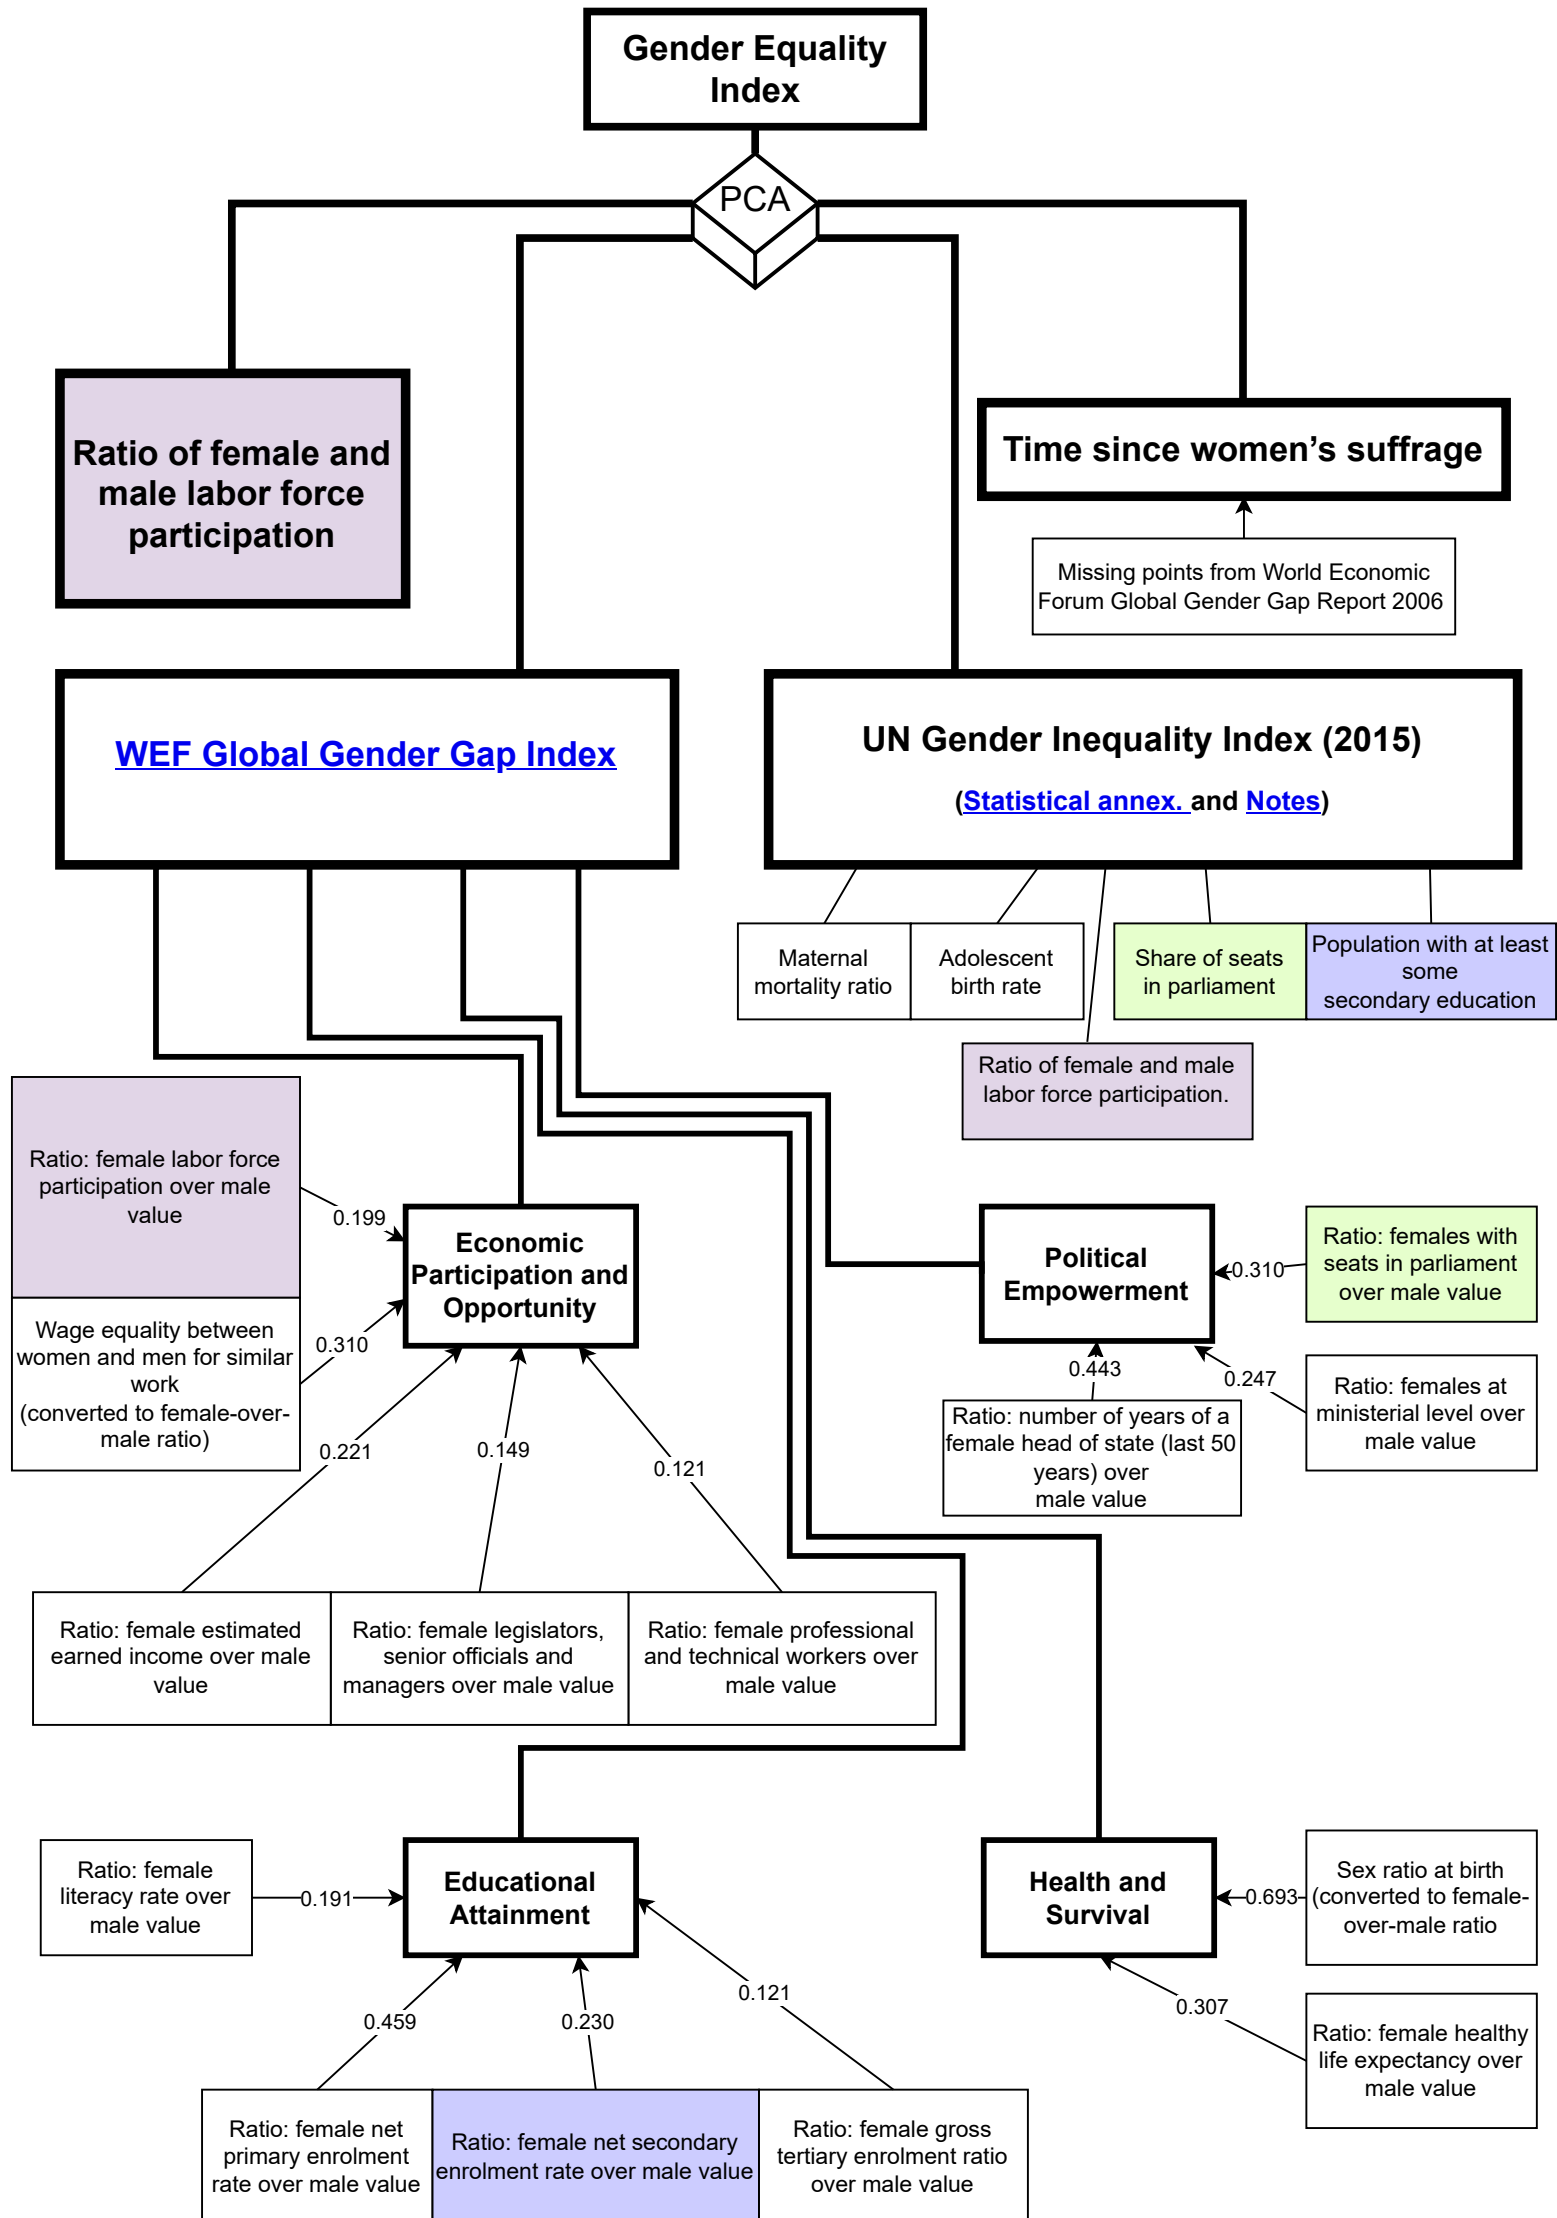 Gender Equality
Index
PCA
Ratio of female and
male labor force
participation
Time since women's suffrage
Missing points from World Economic
Forum Global Gender Gap Report 2006
WEF Global Gender Gap Index
UN Gender Inequality Index (2015)
(Statistical annex. and Notes)
Maternal
mortality ratio
Adolescent
birth rate
Share of seats
in parliament
Population with at least
some
secondary education
Ratio of female and male
labor force participation.
Ratio: female labor force
participation over male
value
0.199
Wage equality between
women and men for similar
work
(converted to female-over-
male ratio)
0.310
Economic
Participation and
Opportunity
0.221
0.149
0.121
Ratio: female estimated
earned income over male
value
Ratio: female legislators,
senior officials and
managers over male value
Ratio: female professional
and technical workers over
male value
Political
Empowerment
0.310
Ratio: females with
seats in parliament
over male value
0.443
Ratio: number of years of a
female head of state (last 50
years) over
male value
0.247
Ratio: females at
ministerial level over
male value
Ratio: female
literacy rate over
male value
0.191
Educational
Attainment
0.459
0.230
0.121
Ratio: female net
primary enrolment
rate over male value
Ratio: female net secondary
enrolment rate over male value
Ratio: female gross
tertiary enrolment ratio
over male value
Health and
Survival
0.693
Sex ratio at birth
(converted to female-
over-male ratio
0.307
Ratio: female healthy
life expectancy over
male value